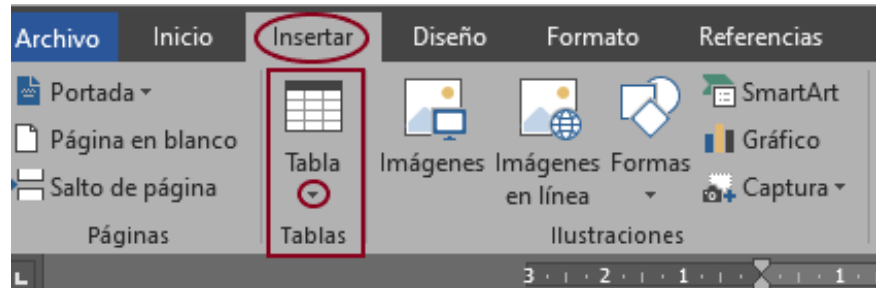 Archivo Inicio Insertar Diseño Formato Referencias
Portada
Página en blanco
Salto de página
Páginas
Tabla
Tablas
Imágenes
Imágenes
en línea
Formas
SmartArt
Gráfico
Captura
Ilustraciones
3 2 1 1